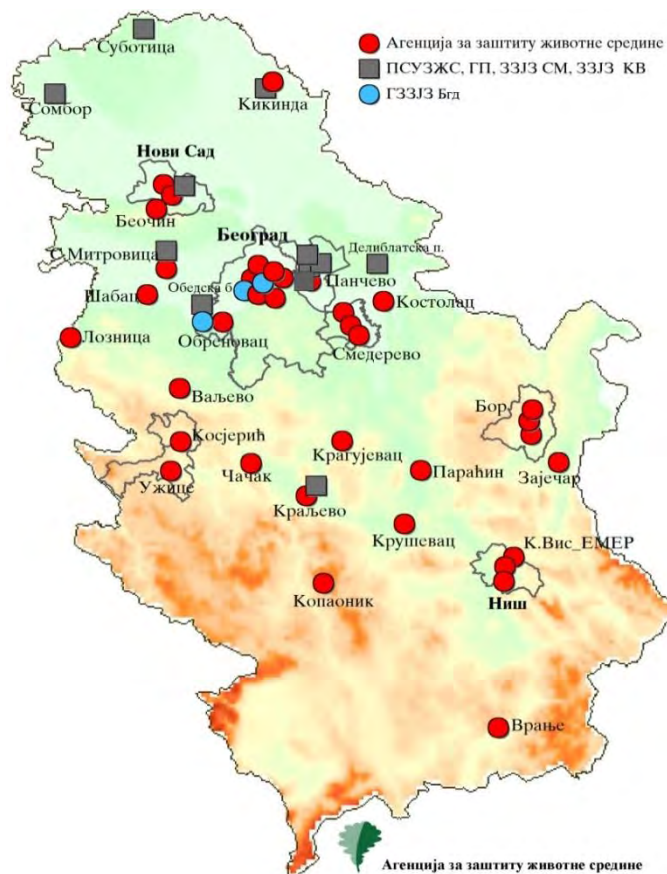 Суботица
Агенција за заштиту животне средине
ПСУЗЖС, ГП, ЗЗЈЗ СМ, ЗЗЈЗ КВ
ГЗЗЈЗ Бгд
Сомбор
Кикинда
Нови Сад
Беочин
Београд
С.Митровица
Делиблатска п.
Шабац
Обедска б
Панчево
Костолац
Лозница
Обреновац
Смедерево
Ваљево
Бор
Косјерић
Крагујевац
Чачак
Параћин
Зајечар
Ужице
Краљево
Крушевац
К.Вис_ЕМЕР
Копаоник
Ниш
Врање
Агенција за заштиту животне средине